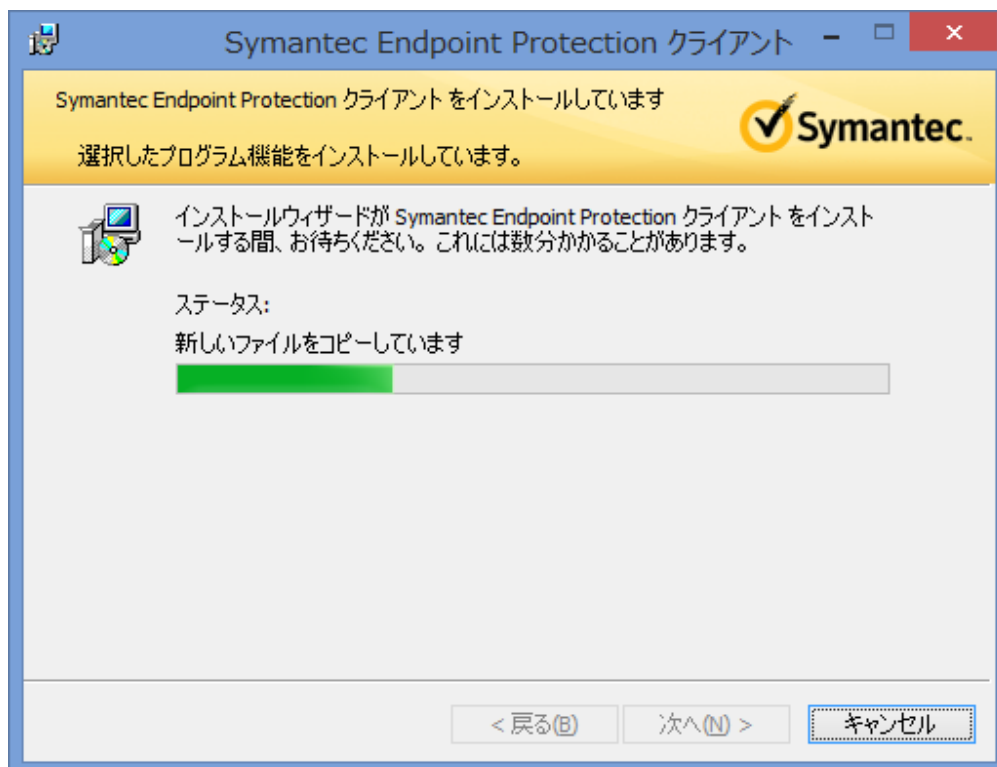 Symantec Endpoint Protection クライアント
Symantec Endpoint Protection クライアント をインストールしています
選択したプログラム機能をインストールしています。
Symantec.
インストールウィザードが Symantec Endpoint Protection クライアント をインスト
ールする間、お待ちください。これには数分かかることがあります。
ステータス:
新しいファイルをコピーしています
< 戻る(B)
次へ(N) >
キャンセル